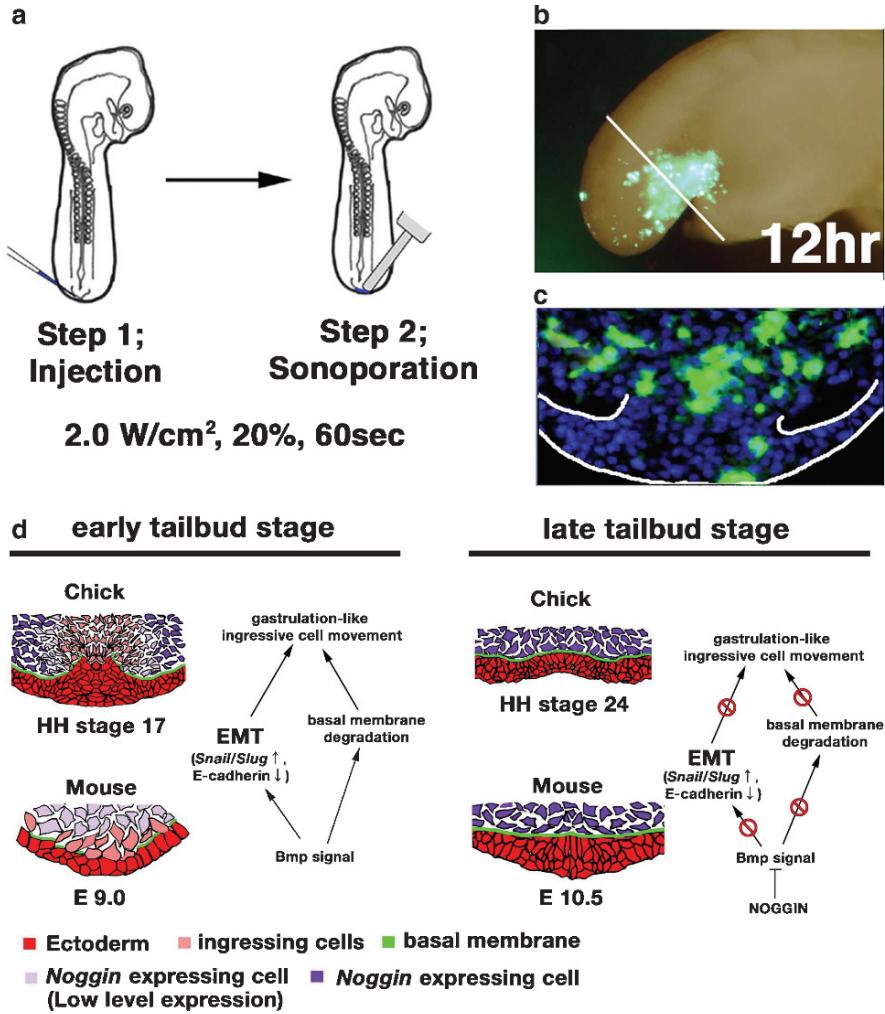 a
Step 1;
Injection
Step 2;
Sonoporation
2.0 W/cm², 20%, 60sec
b
12hr
c
d
early tailbud stage
Chick
HH stage 17
Mouse
E 9.0
gastrulation-like
ingressive cell movement
EMT
(Snail/Slug ↑,
E-cadherin ↓)
basal membrane
degradation
Bmp signal
late tailbud stage
Chick
HH stage 24
Mouse
E 10.5
gastrulation-like
ingressive cell movement
basal membrane
degradation
EMT
(Snail/Slug ↑,
E-cadherin ↓)
Bmp signal
NOGGIN
Ectoderm
ingressing cells
basal membrane
Noggin expressing cell
(Low level expression)
Noggin expressing cell